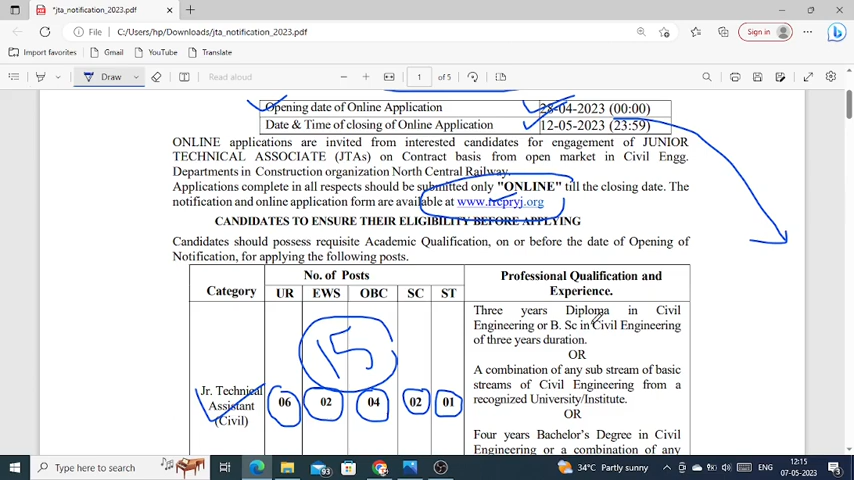 *jta_notification_2023.pdf
File
C:/Users/hp/Downloads/jta_notification_2023.pdf
Sign in
Import favorites
Gmail
YouTube
Translate
Draw
Read aloud
1
of 5
Opening date of Online Application 28-04-2023 (00:00)
Date & Time of closing of Online Application 12-05-2023 (23:59)
ONLINE applications are invited from interested candidates for engagement of JUNIOR
TECHNICAL ASSOCIATE (JTAs) on Contract basis from open market in Civil Engg.
Departments in Construction organization North Central Railway.
Applications complete in all respects should be submitted only "ONLINE" till the closing date. The
notification and online application form are available at www.rrcpryj.org
CANDIDATES TO ENSURE THEIR ELIGIBILITY BEFORE APPLYING
Candidates should possess requisite Academic Qualification, on or before the date of Opening of
Notification, for applying the following posts.
Category
No. of Posts
UR EWS OBC SC ST
Professional Qualification and
Experience.
15
Jr. Technical
Assistant
(Civil)
06 02 04 02 01
Three years Diploma in Civil
Engineering or B. Sc in Civil Engineering
of three years duration.
OR
A combination of any sub stream of basic
streams of Civil Engineering from a
recognized University/Institute.
OR
Four years Bachelor's Degree in Civil
Engineering or a combination of any
Type here to search
93
34°C Partly sunny
ENG
12:15
07-05-2023
3